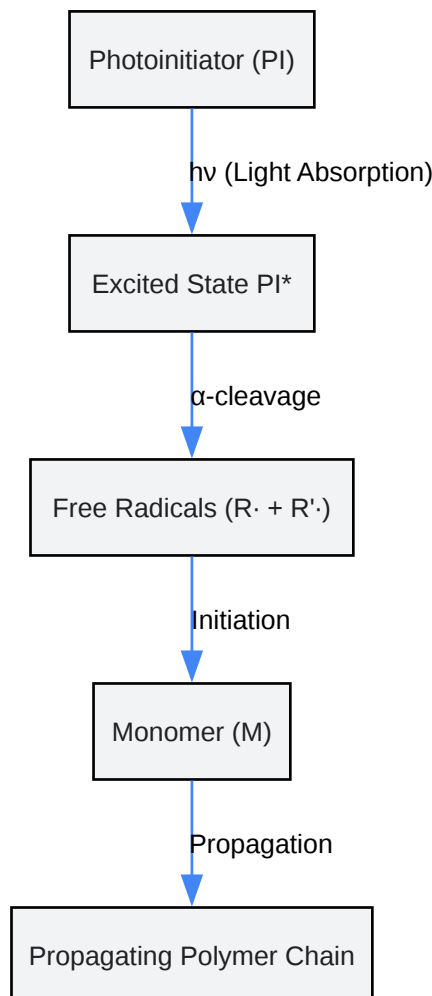 Photoinitiator (PI)
hν (Light Absorption)
Excited State PI*
α-cleavage
Free Radicals (R· + R'·)
Initiation
Monomer (M)
Propagation
Propagating Polymer Chain